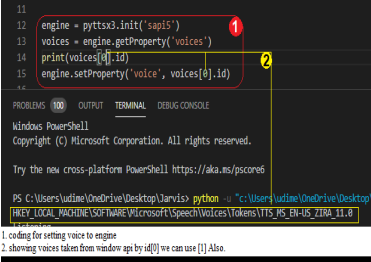 11
12 engine = pyttsx3.init('sapi5')
1
13 voices = engine.getProperty('voices')
14 print(voices[0].id)
2
15 engine.setProperty('voice', voices[0].id)
PROBLEMS 100 OUTPUT TERMINAL DEBUG CONSOLE
Windows PowerShell
Copyright (C) Microsoft Corporation. All rights reserved.
Try the new cross-platform PowerShell https://aka.ms/pscore6
PS C:\Users\udime\OneDrive\Desktop\Jarvis> python -u "c:\Users\udime\OneDrive\Desktop
HKEY_LOCAL_MACHINE\SOFTWARE\Microsoft\Speech\Voices\Tokens\TTS_MS_EN-US_ZIRA_11.0
Listening
1. coding for setting voice to engine
2. showing voices taken from window api by id[0] we can use [1] Also.